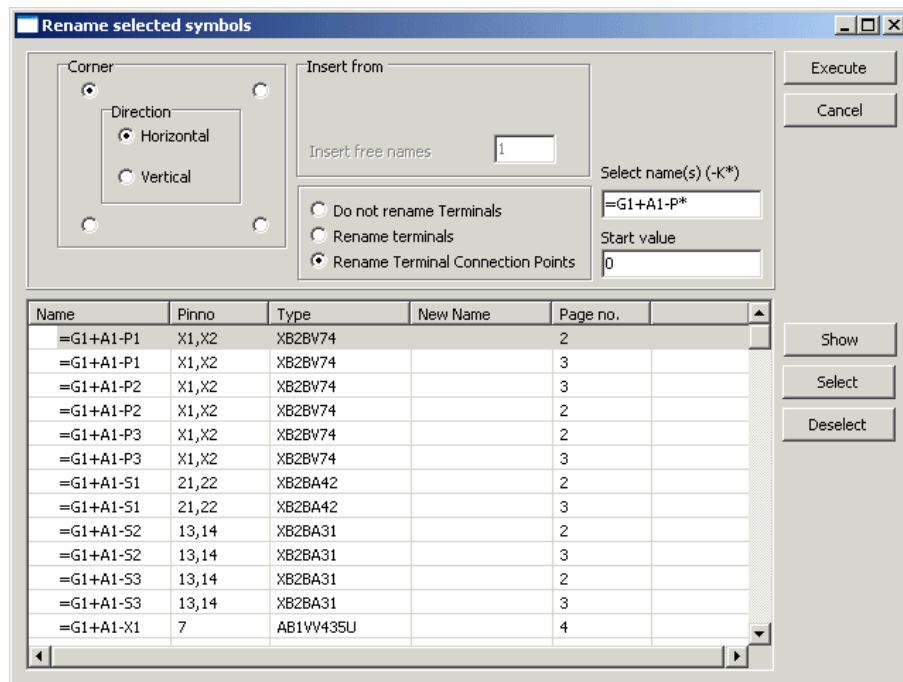 Rename selected symbols
Corner
Direction
Horizontal
Vertical
Insert from
Insert free names 1
Do not rename Terminals
Rename terminals
Rename Terminal Connection Points
Select name(s) (-K*)
=G1+A1-P*
Start value
0
Execute
Cancel
Name Pinno Type New Name Page no.
=G1+A1-P1 X1,X2 XB2BV74 2
=G1+A1-P1 X1,X2 XB2BV74 3
=G1+A1-P2 X1,X2 XB2BV74 3
=G1+A1-P2 X1,X2 XB2BV74 2
=G1+A1-P3 X1,X2 XB2BV74 2
=G1+A1-P3 X1,X2 XB2BV74 3
=G1+A1-S1 21,22 XB2BA42 2
=G1+A1-S1 21,22 XB2BA42 3
=G1+A1-S2 13,14 XB2BA31 2
=G1+A1-S2 13,14 XB2BA31 3
=G1+A1-S3 13,14 XB2BA31 2
=G1+A1-S3 13,14 XB2BA31 3
=G1+A1-X1 7 AB1VV435U 4
Show
Select
Deselect